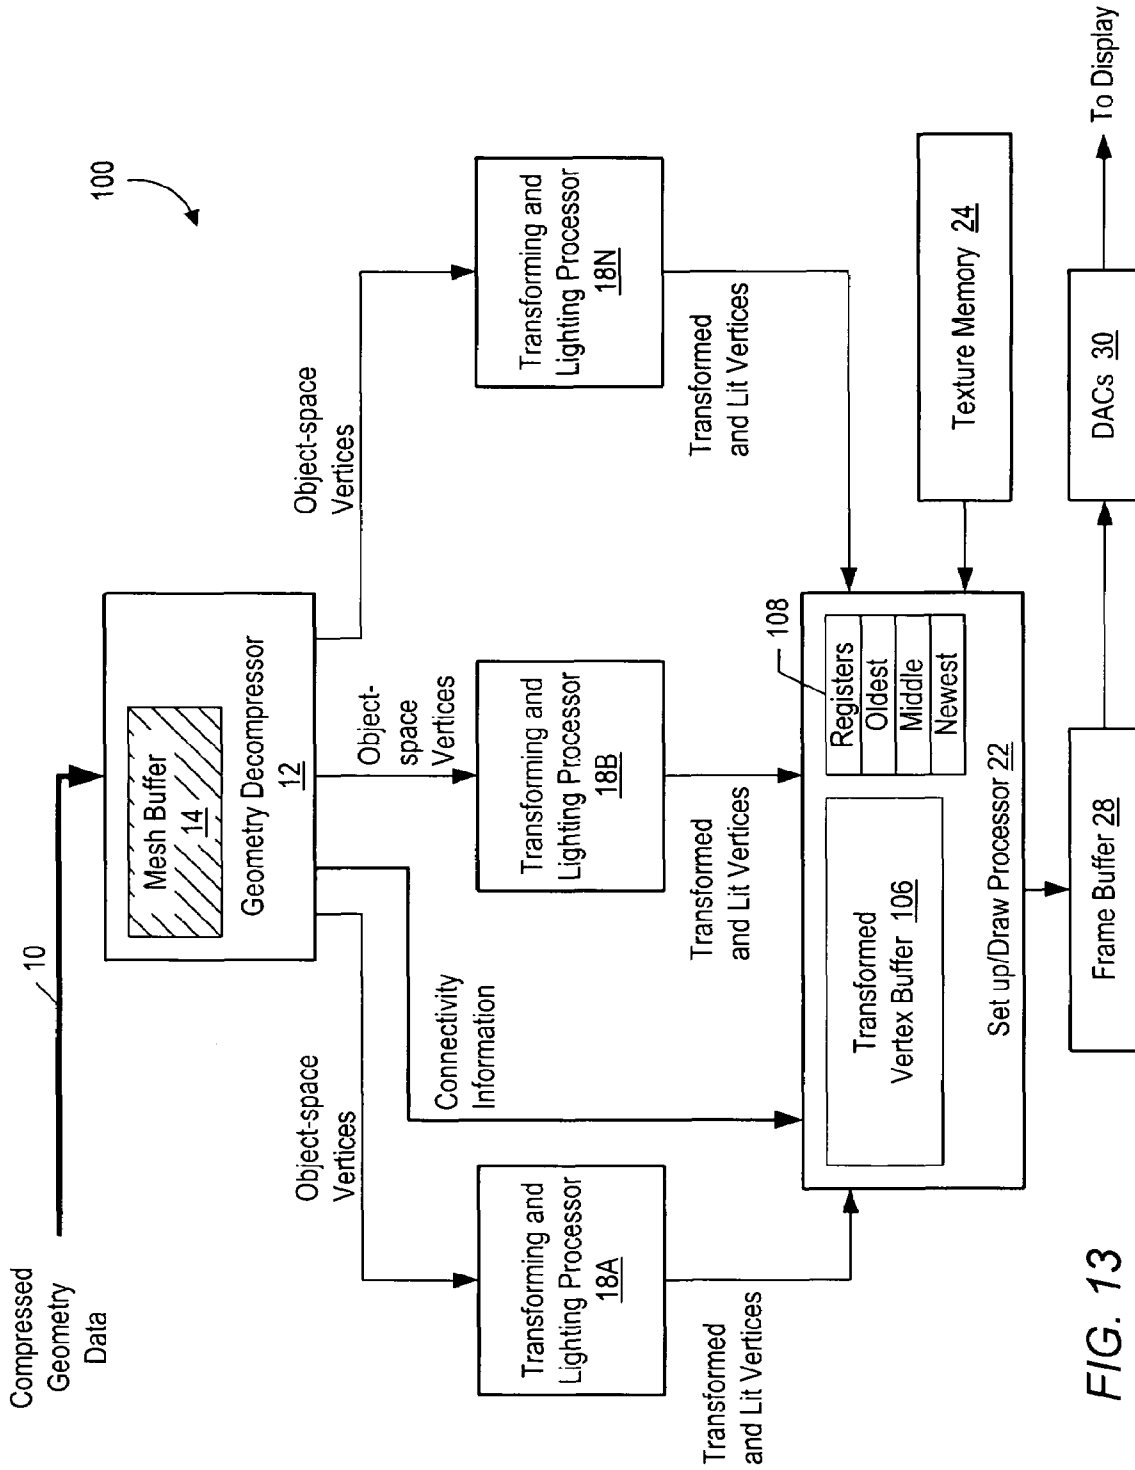 Compressed
Geometry
Data
10
Mesh Buffer
14
Geometry Decompressor
12
100
Object-space
Vertices
Connectivity
Information
Object-
space
Vertices
Object-space
Vertices
Transforming and
Lighting Processor
18A
Transforming and
Lighting Processor
18B
Transforming and
Lighting Processor
18N
Transformed
and Lit Vertices
Transformed
and Lit Vertices
Transformed
and Lit Vertices
108
Transformed
Vertex Buffer 106
Registers
Oldest
Middle
Newest
Set up/Draw Processor 22
Texture Memory 24
Frame Buffer 28
DACs 30
To Display
FIG. 13